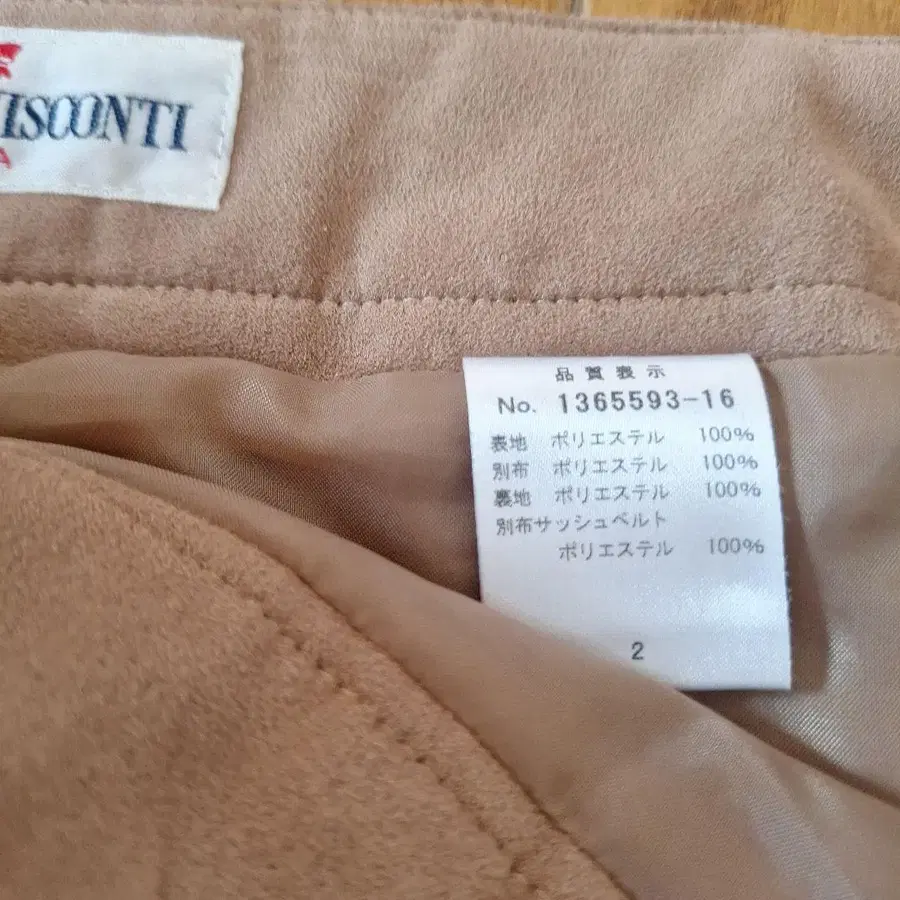 ISCONTI
A
品質表示
No. 1365593-16
表地 ポリエステル 100%
別布 ポリエステル 100%
裏地 ポリエステル 100%
別布サッシュベルト
ポリエステル 100%
2